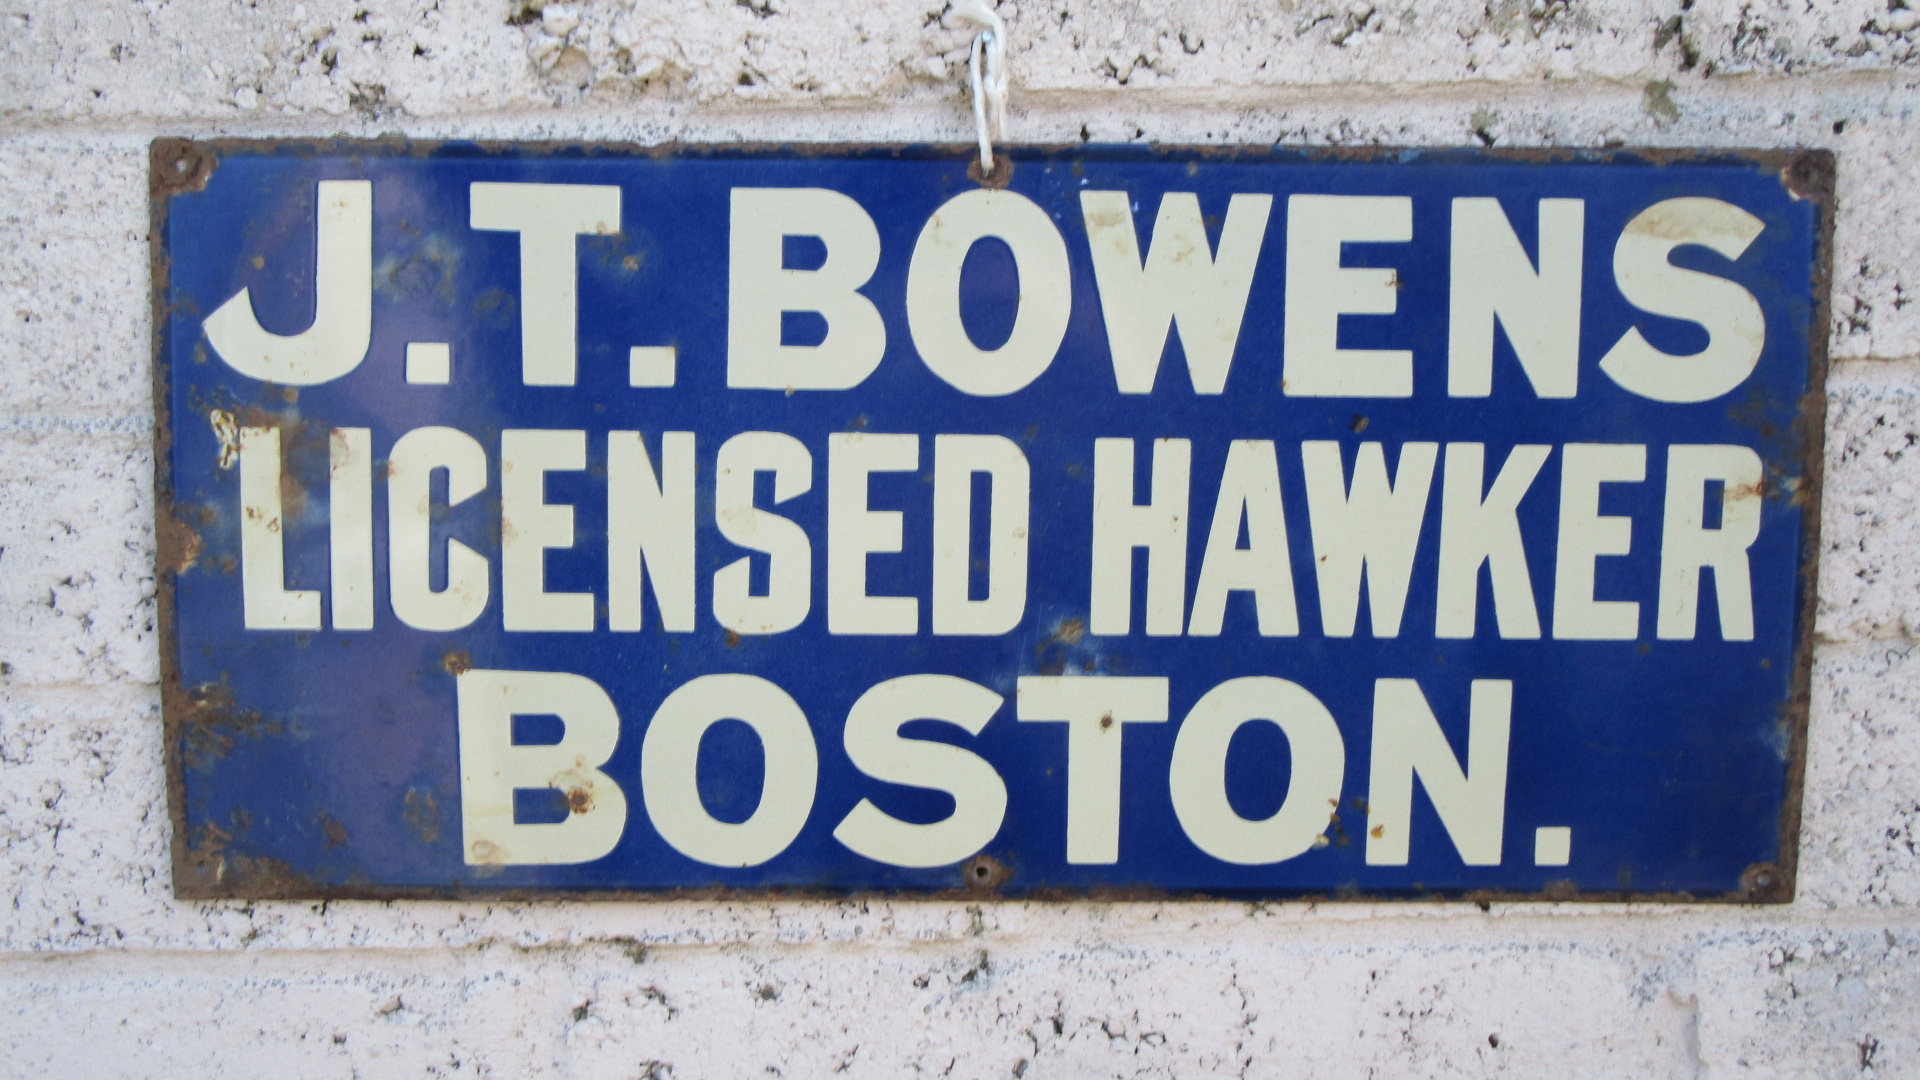 J.T. BOWENS
LICENSED HAWKER
BOSTON.